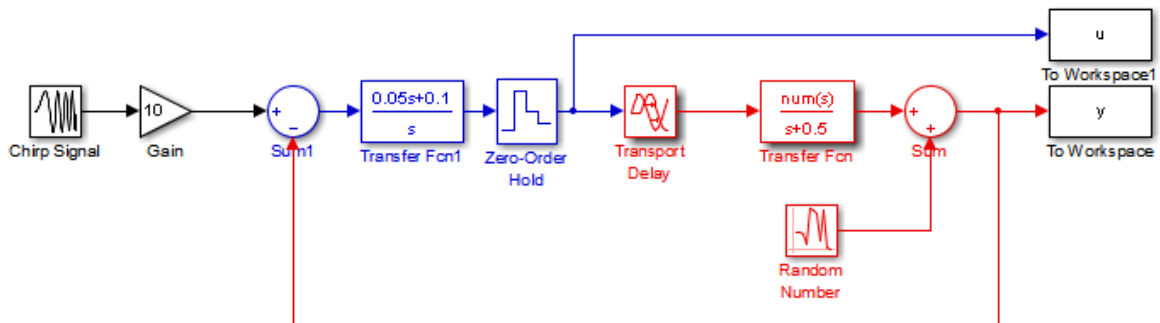 u
To Workspace1
10
0.05s+0.1
s
num(s)
s+0.5
y
+
−
+
+
Chirp Signal
Gain
Sum1
Transfer Fcn1
Zero-Order
Hold
Transport
Delay
Transfer Fcn
Sum
To Workspace
Random
Number